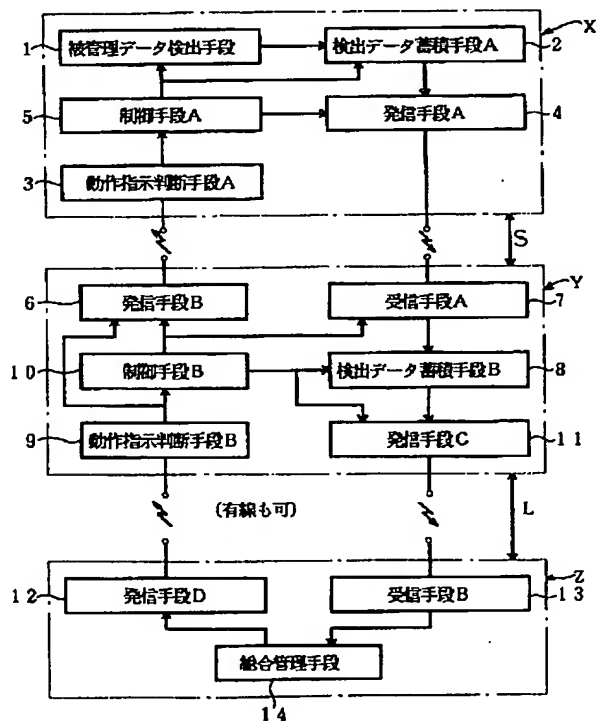 X
1 被管理データ検出手段 検出データ蓄積手段A 2
5 制御手段A 発信手段A 4
3 動作指示判断手段A
S
Y
6 発信手段B 受信手段A 7
10 制御手段B 検出データ蓄積手段B 8
9 動作指示判断手段B 発信手段C 11
(有線も可) L
Z
12 発信手段D 受信手段B 13
総合管理手段
14